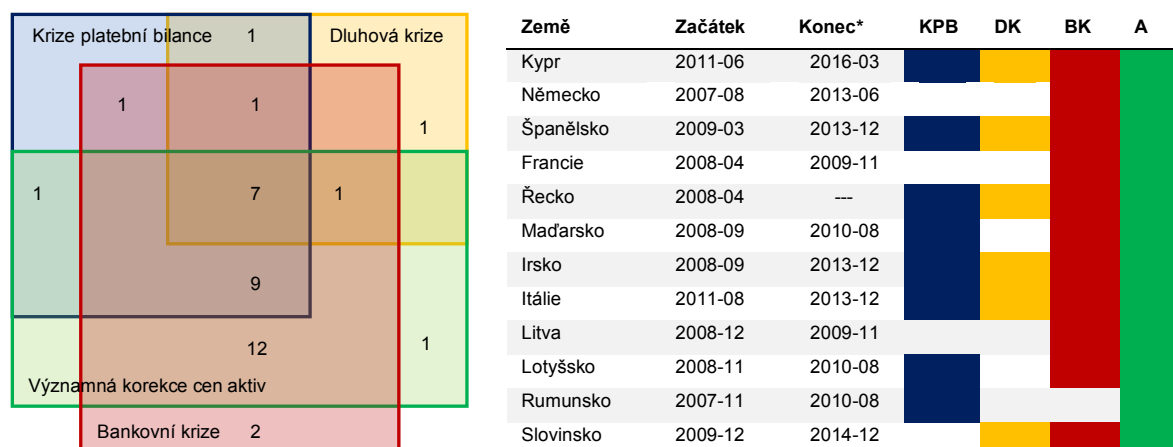 Krize platební bilance 1 Dluhová krize
1 1 1
1 7 1
9
12 1
Významná korekce cen aktiv
Bankovní krize 2
Země Začátek Konec* KPB DK BK A
Kypr 2011-06 2016-03
Německo 2007-08 2013-06
Španělsko 2009-03 2013-12
Francie 2008-04 2009-11
Řecko 2008-04 ---
Maďarsko 2008-09 2010-08
Irsko 2008-09 2013-12
Itálie 2011-08 2013-12
Litva 2008-12 2009-11
Lotyšsko 2008-11 2010-08
Rumunsko 2007-11 2010-08
Slovinsko 2009-12 2014-12